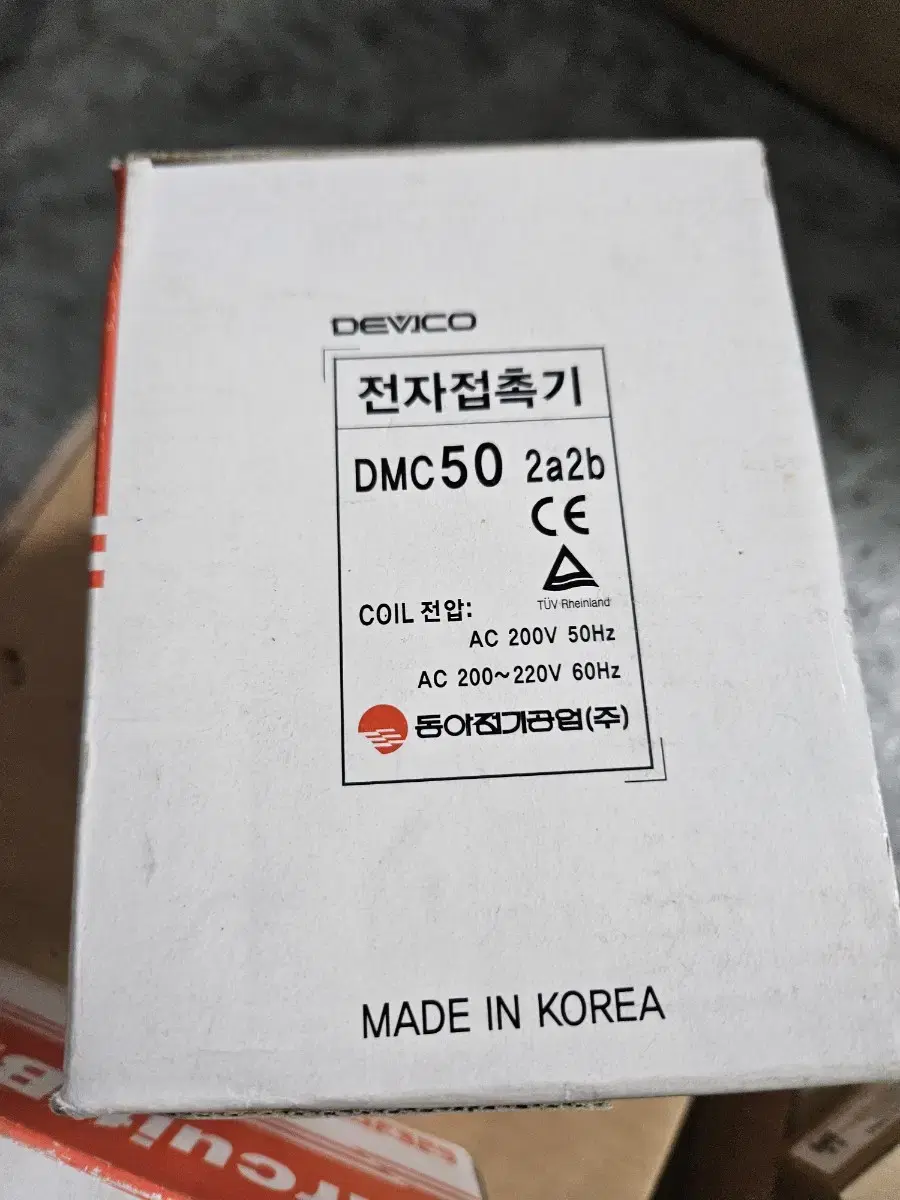 DEVICO
전자접촉기
DMC50 2a2b
CE
TÜV Rheinland
COIL 전압:
AC 200V 50Hz
AC 200~220V 60Hz
동아전기공업(주)
MADE IN KOREA